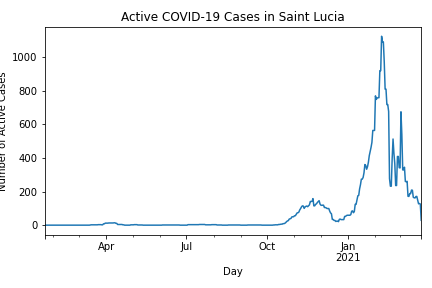 Active COVID-19 Cases in Saint Lucia
Number of Active Cases
1000
800
600
400
200
0
Apr
Jul
Oct
Jan
2021
Day